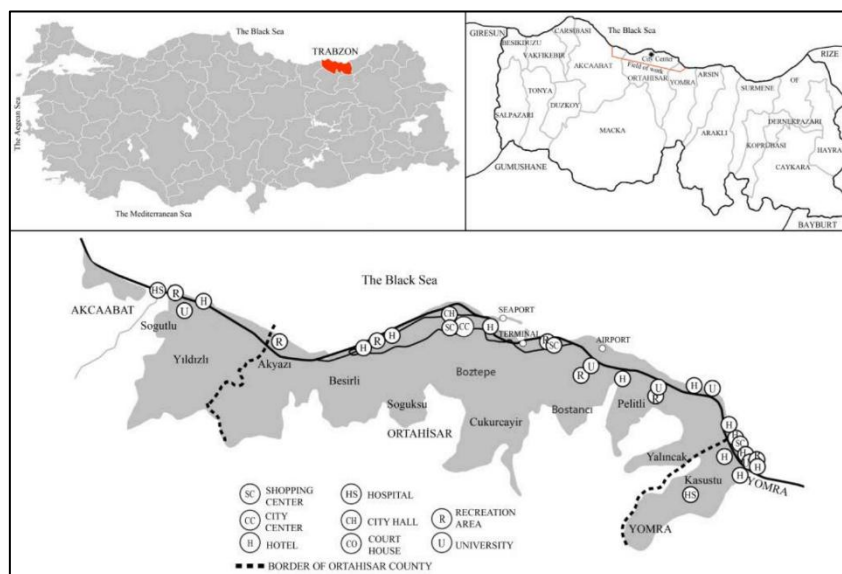 The Black Sea
TRABZON
The Aegean Sea
The Mediterranean Sea
The Black Sea
GIRESUN
RIZE
CARSIBASI
BESIKDUZU
VAKFIKEBIR
City Center
AKCAABAT
Field of work
ORTAHISAR
YOMRA
ARSIN
SURMENE
OF
TONYA
DUZKOY
SALPAZARI
DERNEKPAZARI
MACKA
ARAKLI
KOPRUBASI
HAYRA
CAYKARA
GUMUSHANE
BAYBURT
The Black Sea
HS
R
H
U
AKCAABAT
Sogutlu
Yıldızlı
R
Akyazı
H
R
H
CH
SC
CC
H
SEAPORT
TERMINAL
R
SC
AIRPORT
Besirli
Boztepe
Soguksu
ORTAHİSAR
Cukurcayir
R
U
Bostancı
H
Pelitli
U
R
H
U
H
SC
H
H
H
R
H
H
YOMRA
Yalıncak
Kasustu
HS
YOMRA
SC SHOPPING CENTER
HS HOSPITAL
CC CITY CENTER
CH CITY HALL
R RECREATION AREA
H HOTEL
CO COURT HOUSE
U UNIVERSITY
BORDER OF ORTAHISAR COUNTY